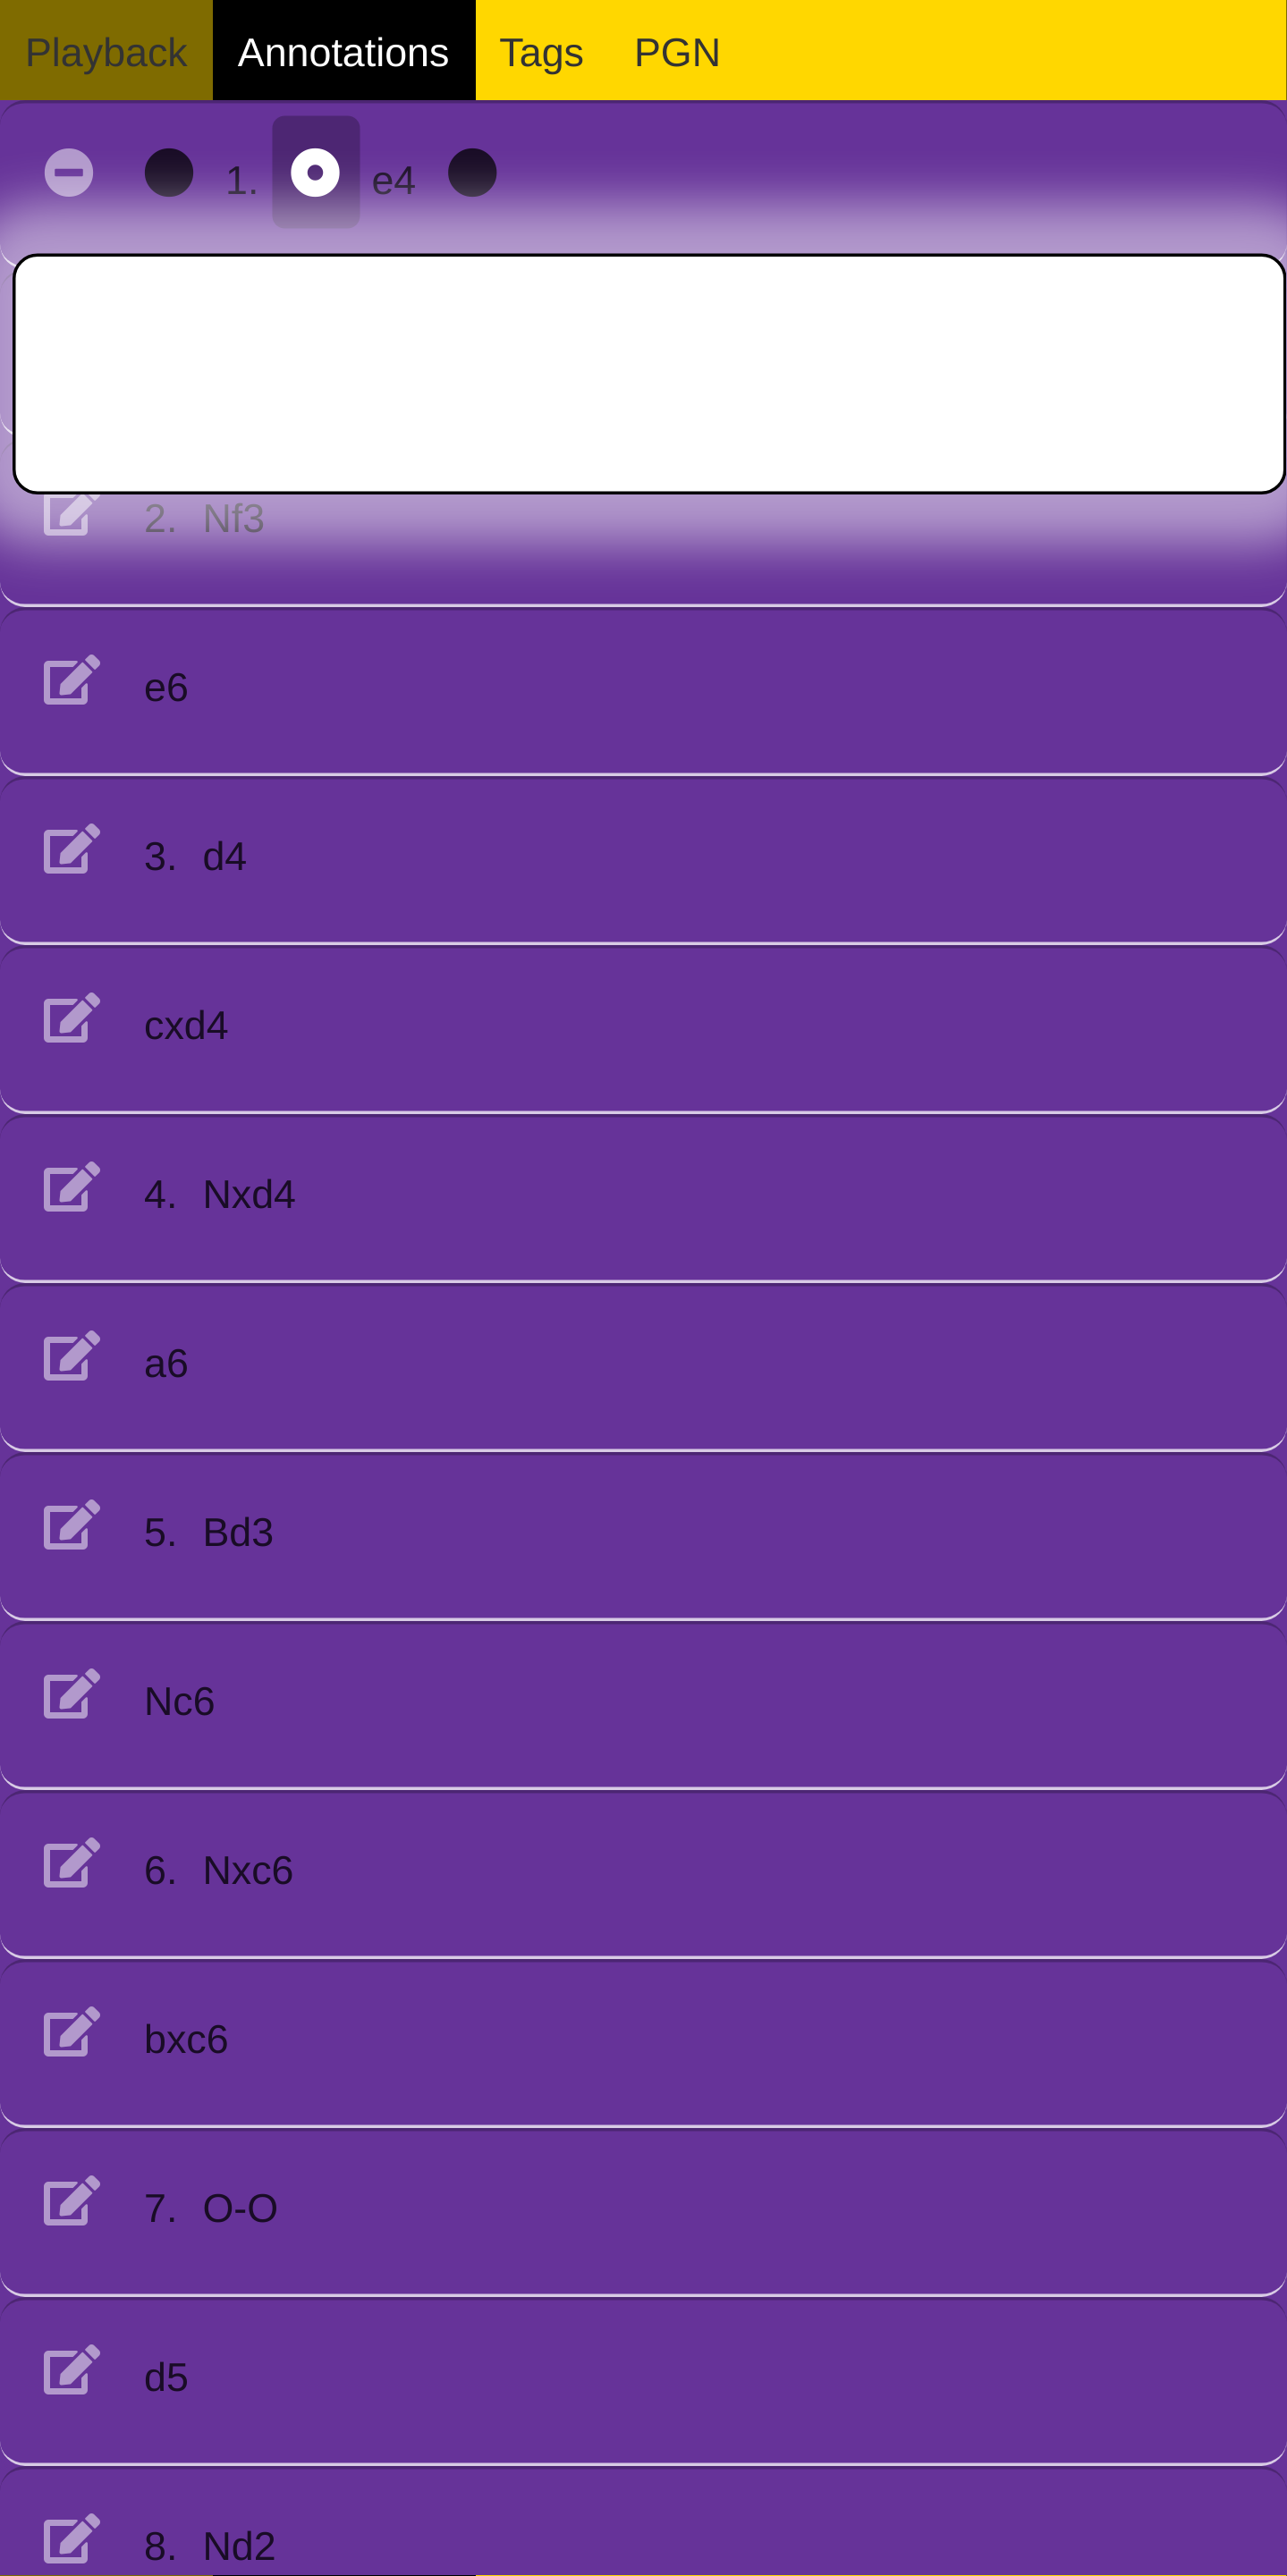 Playback Annotations Tags PGN
1. e4
2. Nf3
e6
3. d4
cxd4
4. Nxd4
a6
5. Bd3
Nc6
6. Nxc6
bxc6
7. O-O
d5
8. Nd2